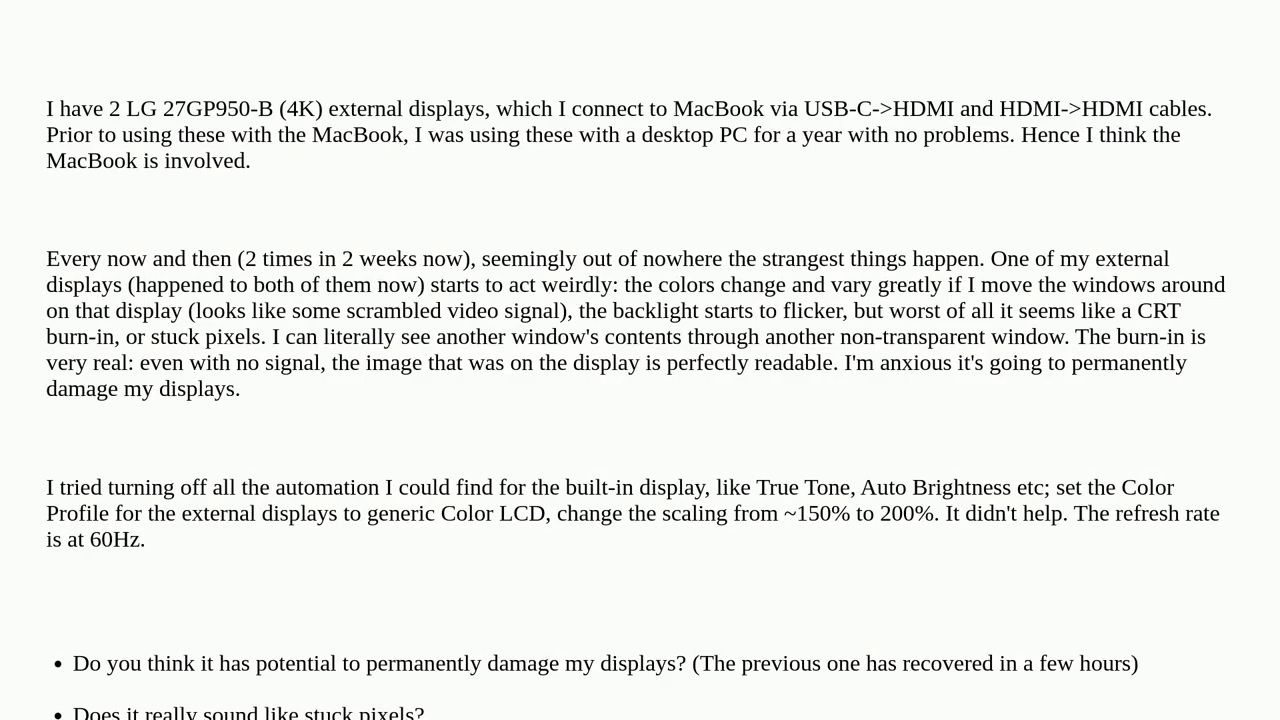 I have 2 LG 27GP950-B (4K) external displays, which I connect to MacBook via USB-C->HDMI and HDMI->HDMI cables.
Prior to using these with the MacBook, I was using these with a desktop PC for a year with no problems. Hence I think the
MacBook is involved.
Every now and then (2 times in 2 weeks now), seemingly out of nowhere the strangest things happen. One of my external
displays (happened to both of them now) starts to act weirdly: the colors change and vary greatly if I move the windows around
on that display (looks like some scrambled video signal), the backlight starts to flicker, but worst of all it seems like a CRT
burn-in, or stuck pixels. I can literally see another window's contents through another non-transparent window. The burn-in is
very real: even with no signal, the image that was on the display is perfectly readable. I'm anxious it's going to permanently
damage my displays.
I tried turning off all the automation I could find for the built-in display, like True Tone, Auto Brightness etc; set the Color
Profile for the external displays to generic Color LCD, change the scaling from ~150% to 200%. It didn't help. The refresh rate
is at 60Hz.
• Do you think it has potential to permanently damage my displays? (The previous one has recovered in a few hours)
• Does it really sound like stuck pixels?